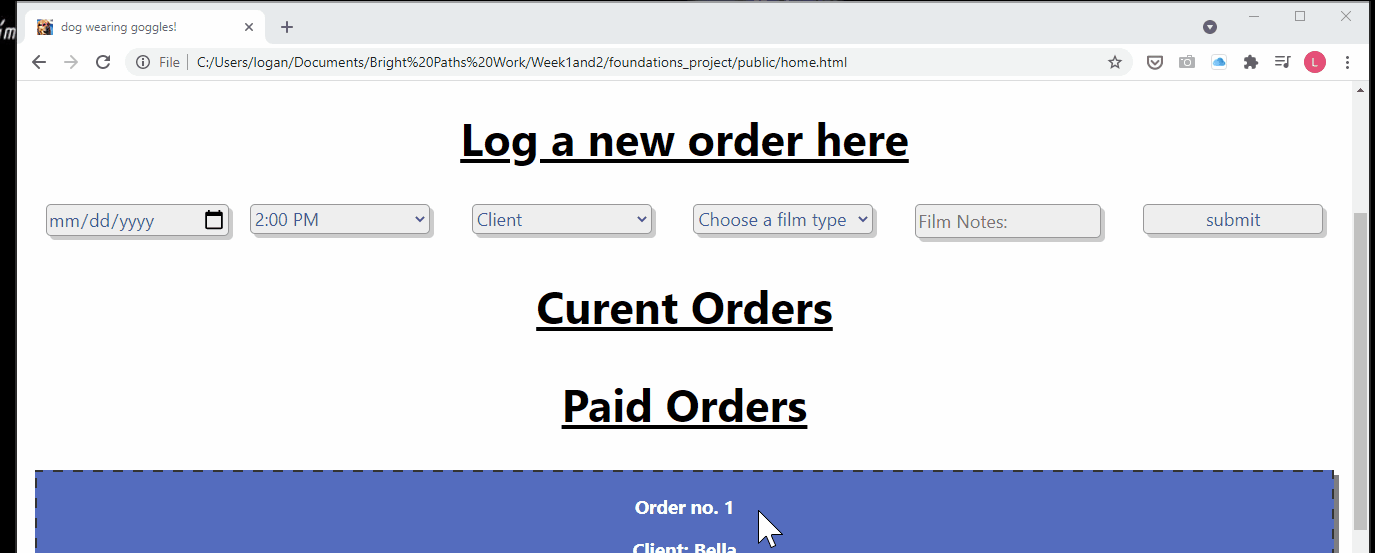 dog wearing goggles!
File
C:/Users/logan/Documents/Bright%20Paths%20Work/Week1and2/foundations_project/public/home.html
L
Log a new order here
mm/dd/yyyy
2:00 PM
Client
Choose a film type
Film Notes:
submit
Curent Orders
Paid Orders
Order no. 1
Client: Bella